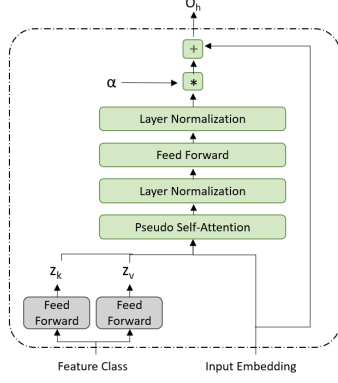 O_h
+
α
*
Layer Normalization
Feed Forward
Layer Normalization
Pseudo Self-Attention
z_k
z_v
Feed
Forward
Feed
Forward
Feature Class
Input Embedding